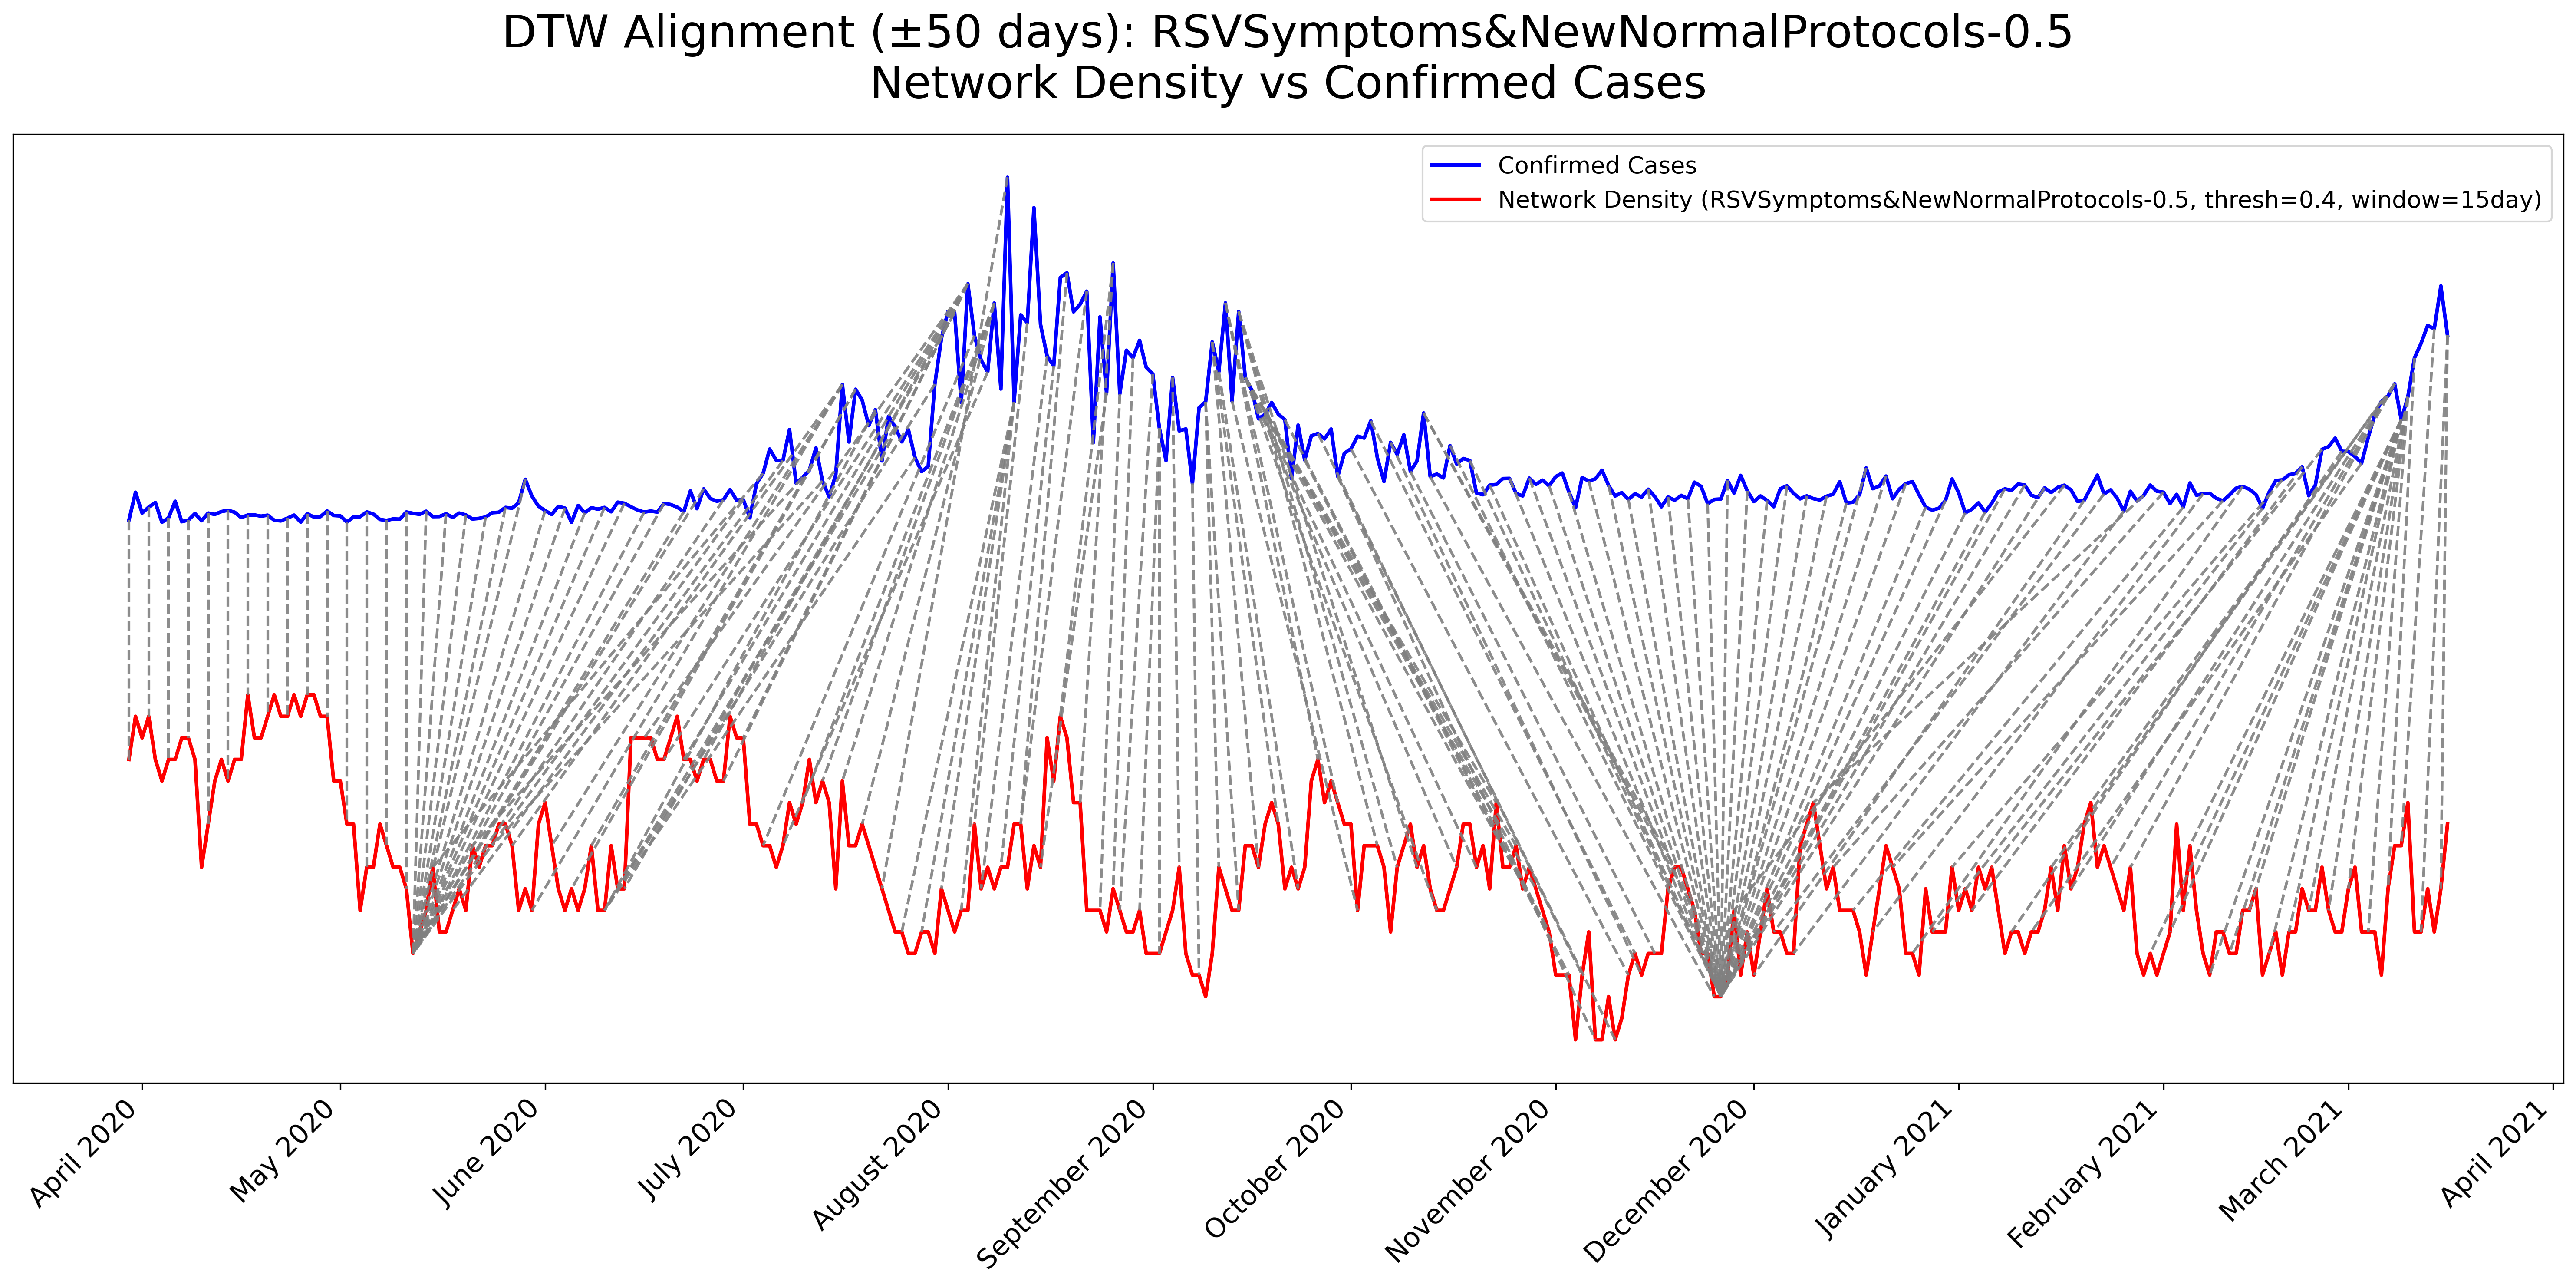 DTW Alignment (±50 days): RSVSymptoms&NewNormalProtocols-0.5
Network Density vs Confirmed Cases
Confirmed Cases
Network Density (RSVSymptoms&NewNormalProtocols-0.5, thresh=0.4, window=15day)
April 2020
May 2020
June 2020
July 2020
August 2020
September 2020
October 2020
November 2020
December 2020
January 2021
February 2021
March 2021
April 2021